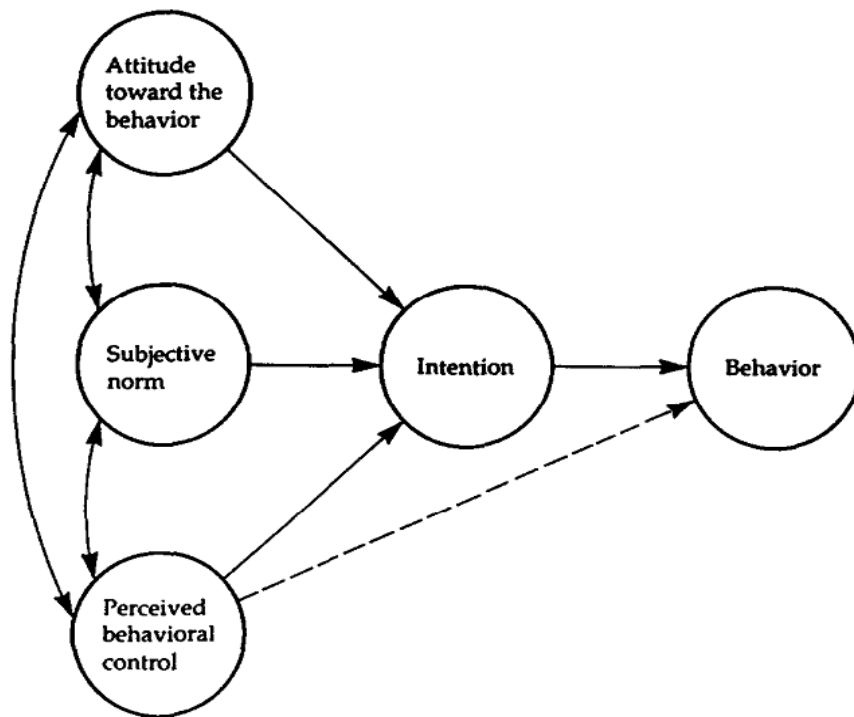 Attitude
toward the
behavior
Subjective
norm
Intention
Behavior
Perceived
behavioral
control